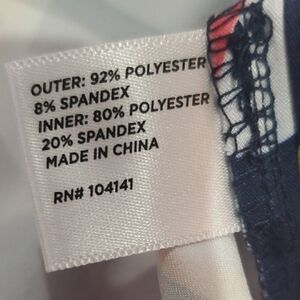 OUTER: 92% POLYESTER
8% SPANDEX
INNER: 80% POLYESTER
20% SPANDEX
MADE IN CHINA
RN# 104141